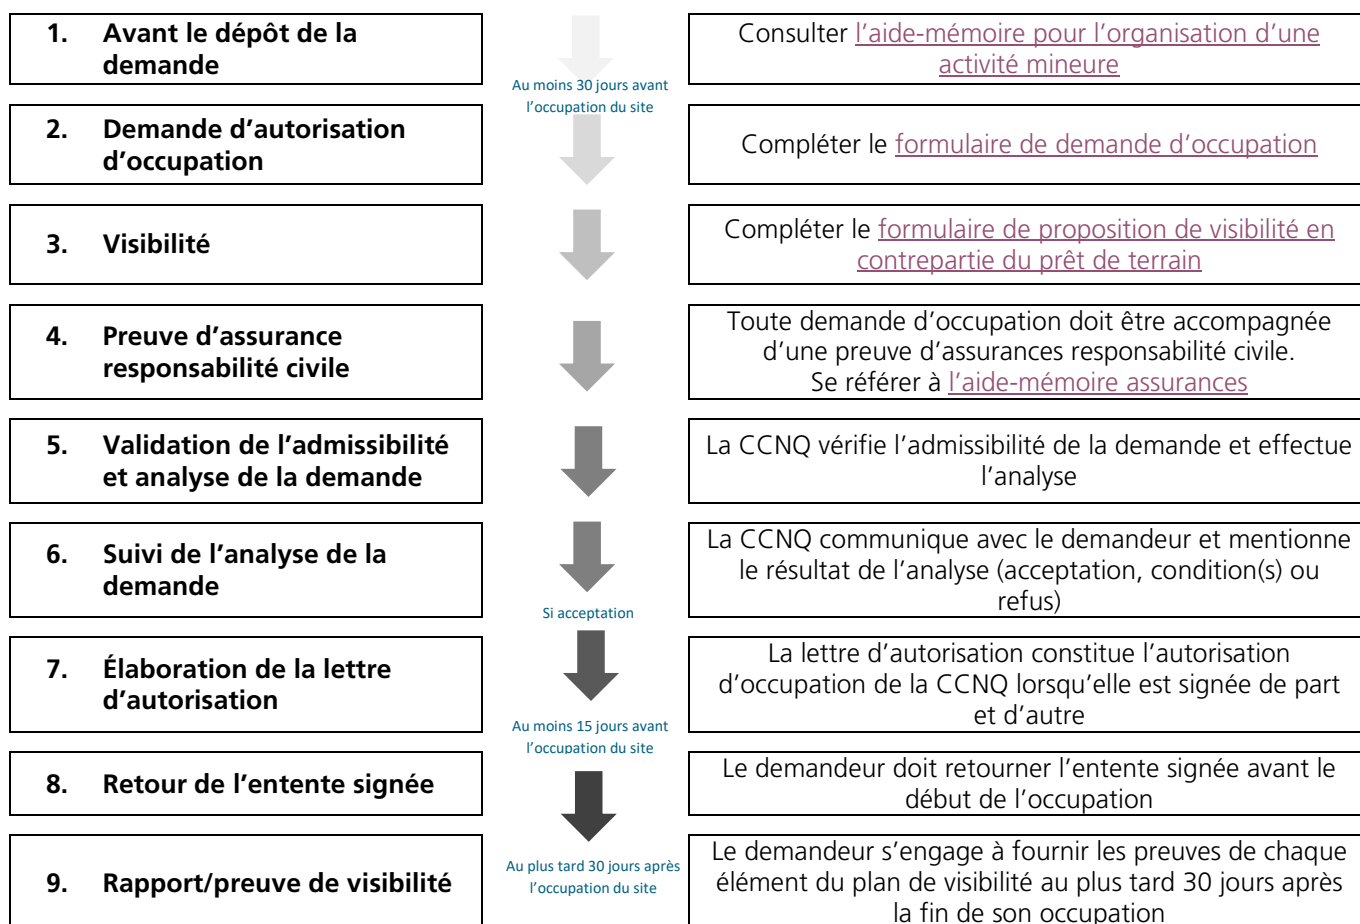 1. Avant le dépôt de la
demande
Au moins 30 jours avant
l’occupation du site
Consulter l’aide-mémoire pour l’organisation d’une
activité mineure
2. Demande d’autorisation
d’occupation
Compléter le formulaire de demande d’occupation
3. Visibilité
Compléter le formulaire de proposition de visibilité en
contrepartie du prêt de terrain
4. Preuve d’assurance
responsabilité civile
Toute demande d’occupation doit être accompagnée
d’une preuve d’assurances responsabilité civile.
Se référer à l’aide-mémoire assurances
5. Validation de l’admissibilité
et analyse de la demande
La CCNQ vérifie l’admissibilité de la demande et effectue
l’analyse
6. Suivi de l’analyse de la
demande
Si acceptation
La CCNQ communique avec le demandeur et mentionne
le résultat de l’analyse (acceptation, condition(s) ou
refus)
7. Élaboration de la lettre
d’autorisation
Au moins 15 jours avant
l’occupation du site
La lettre d’autorisation constitue l’autorisation
d’occupation de la CCNQ lorsqu’elle est signée de part
et d’autre
8. Retour de l’entente signée
Le demandeur doit retourner l’entente signée avant le
début de l’occupation
9. Rapport/preuve de visibilité
Au plus tard 30 jours après
l’occupation du site
Le demandeur s’engage à fournir les preuves de chaque
élément du plan de visibilité au plus tard 30 jours après
la fin de son occupation